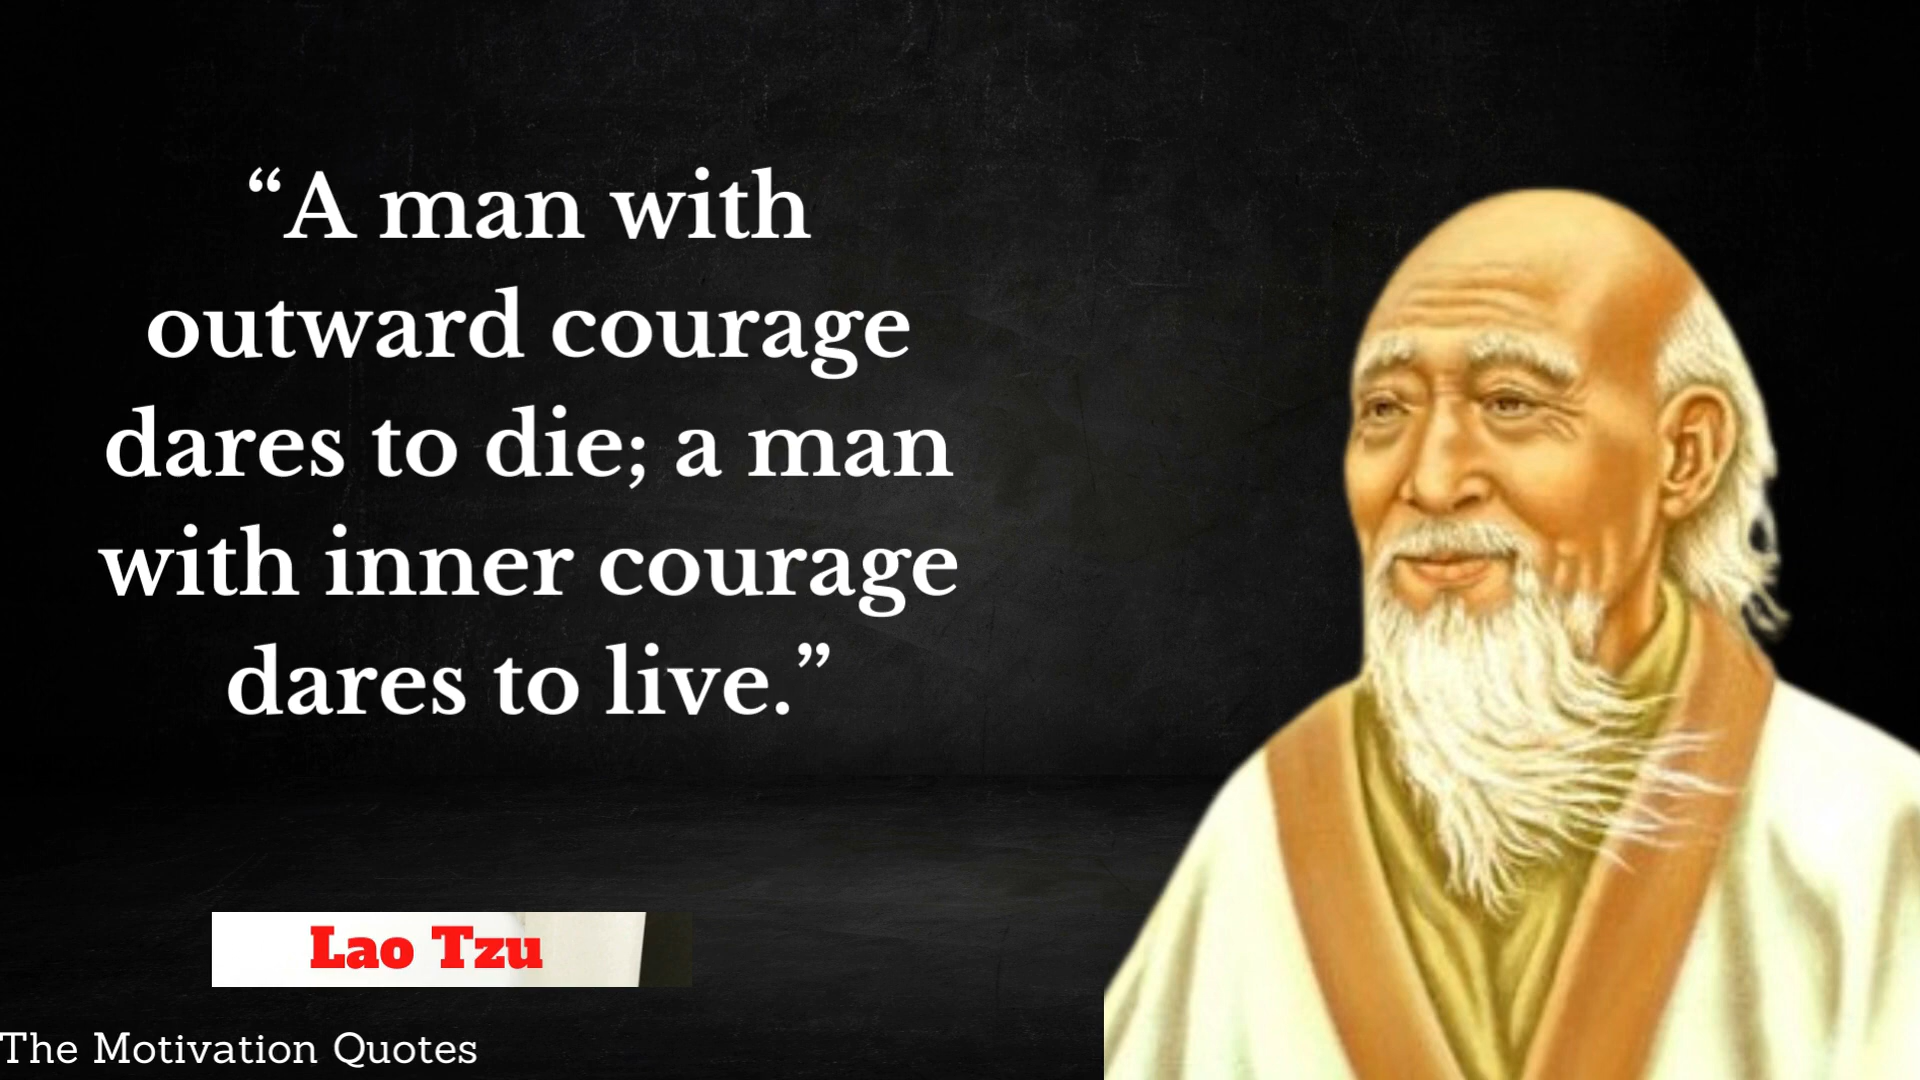 “A man with
outward courage
dares to die; a man
with inner courage
dares to live.”
Lao Tzu
The Motivation Quotes